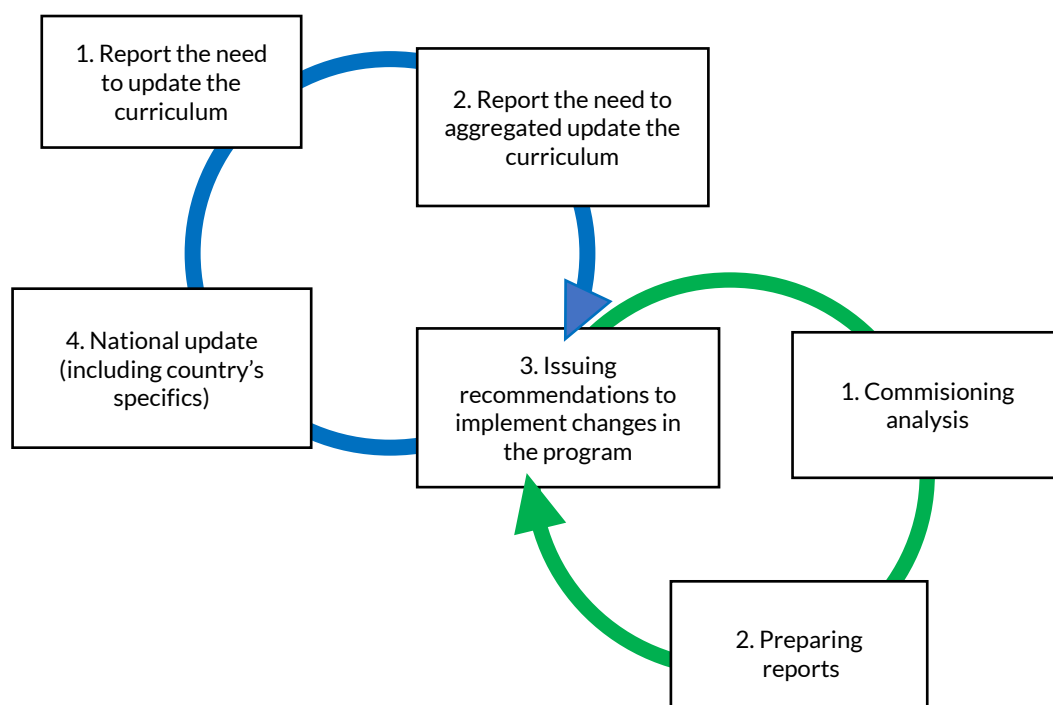 1. Report the need
to update the
curriculum
2. Report the need to
aggregated update the
curriculum
3. Issuing
recommendations to
implement changes in
the program
4. National update
(including country’s
specifics)
1. Commisioning
analysis
2. Preparing
reports